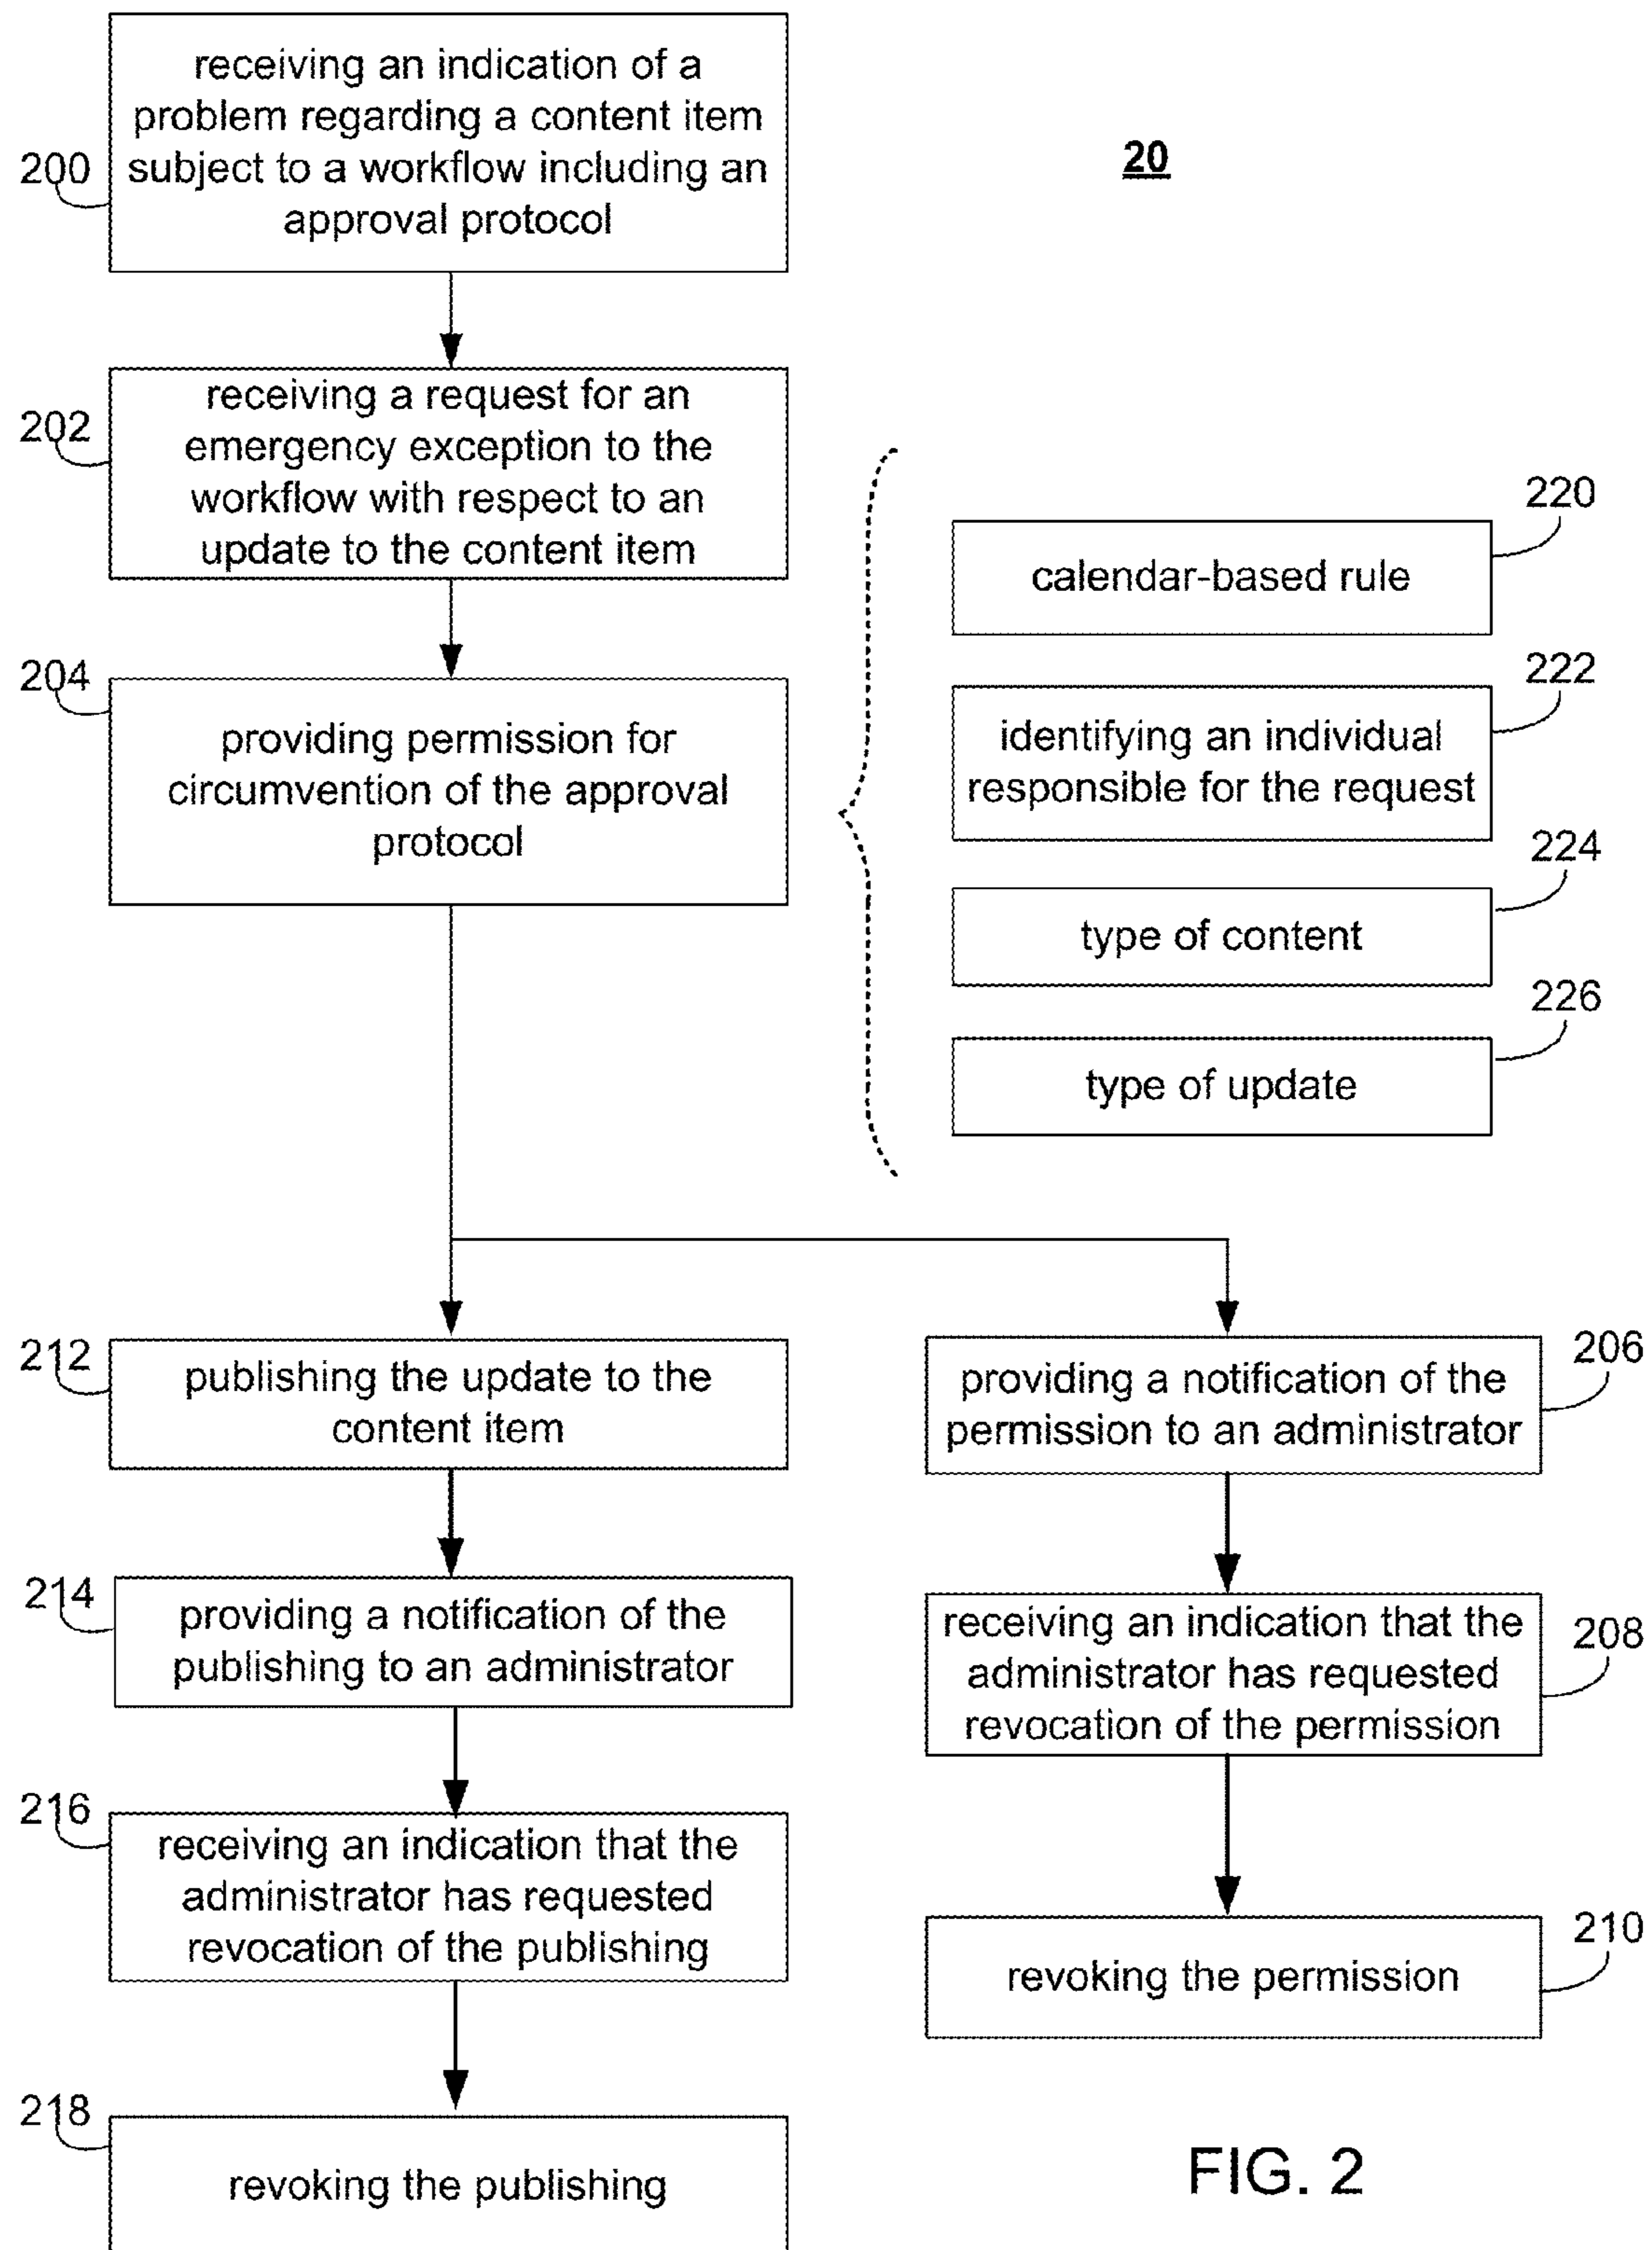 20
200
receiving an indication of a
problem regarding a content item
subject to a workflow including an
approval protocol
202
receiving a request for an
emergency exception to the
workflow with respect to an
update to the content item
204
providing permission for
circumvention of the approval
protocol
220
calendar-based rule
222
identifying an individual
responsible for the request
224
type of content
226
type of update
212
publishing the update to the
content item
214
providing a notification of the
publishing to an administrator
216
receiving an indication that the
administrator has requested
revocation of the publishing
218
revoking the publishing
206
providing a notification of the
permission to an administrator
208
receiving an indication that the
administrator has requested
revocation of the permission
210
revoking the permission
FIG. 2